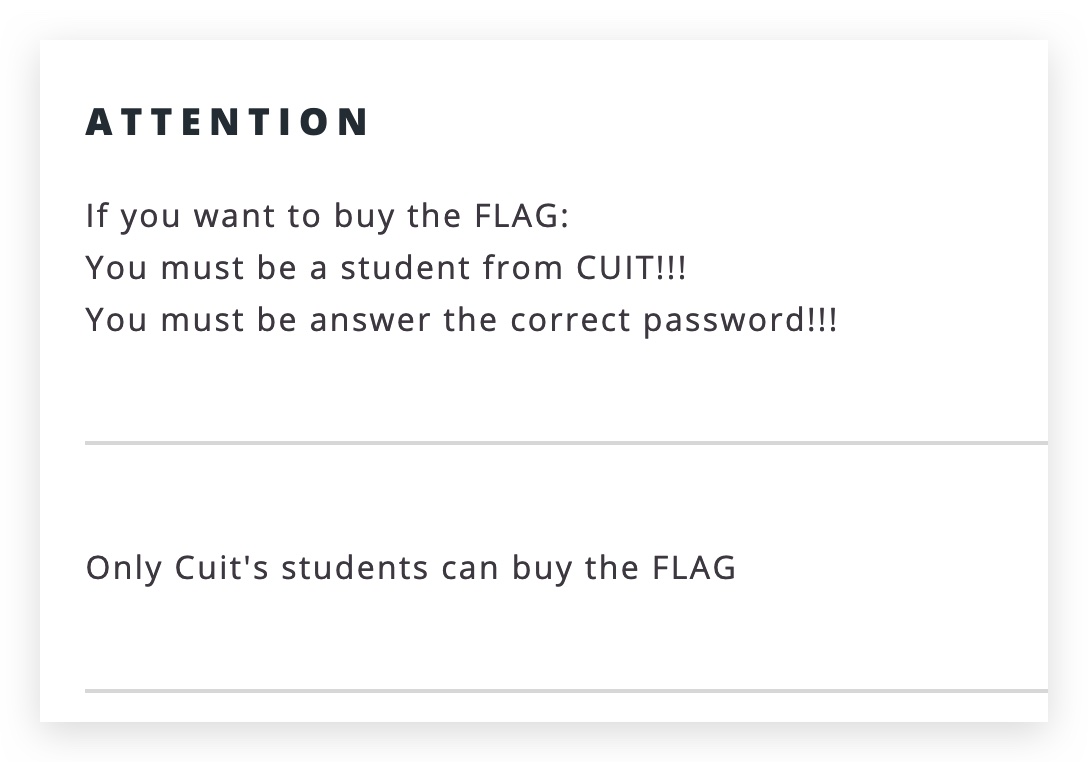 ATTENTION
If you want to buy the FLAG:
You must be a student from CUIT!!!
You must be answer the correct password!!!
Only Cuit's students can buy the FLAG